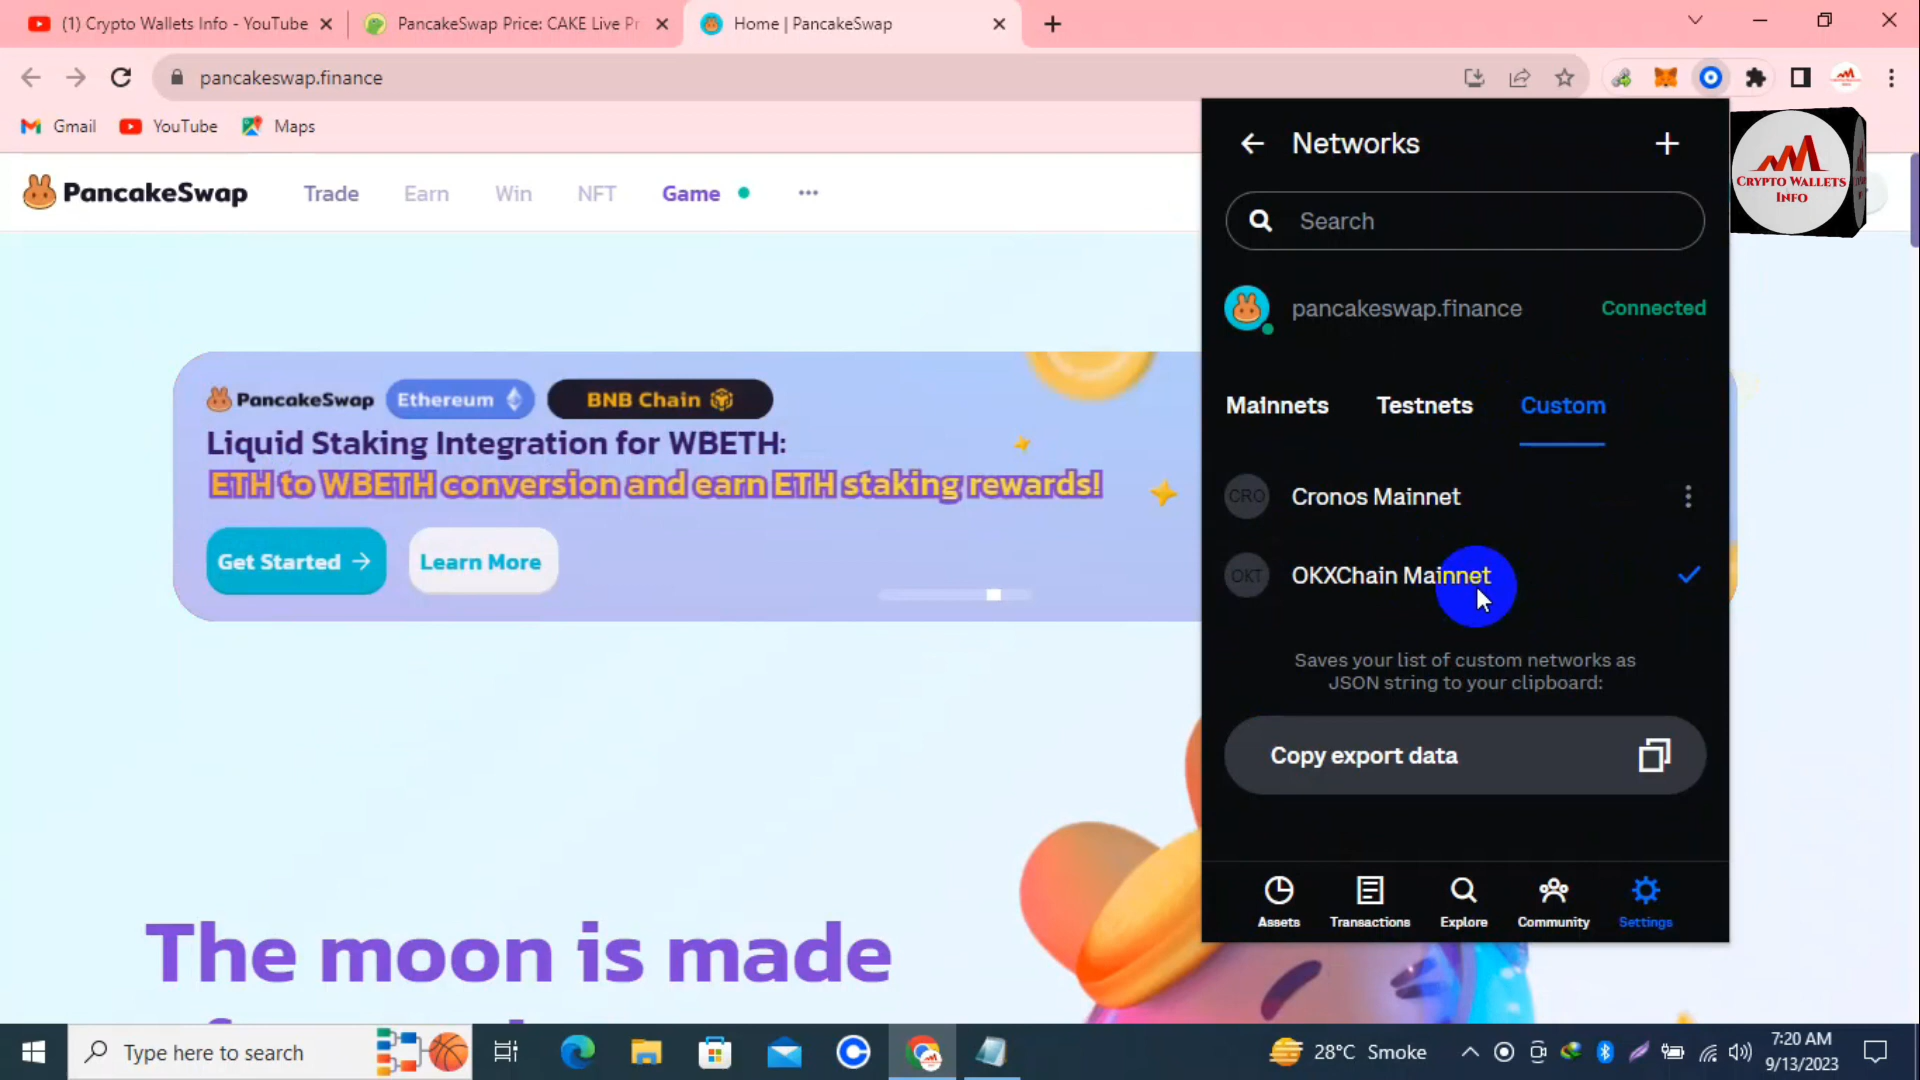 (1) Crypto Wallets Info - YouTube
PancakeSwap Price: CAKE Live Pr
Home | PancakeSwap
pancakeswap.finance
Gmail
YouTube
Maps
PancakeSwap
Trade
Earn
Win
NFT
Game
PancakeSwap
Ethereum
BNB Chain
Liquid Staking Integration for WBETH:
ETH to WBETH conversion and earn ETH staking rewards!
Get Started
Learn More
The moon is made
Networks
Search
pancakeswap.finance
Connected
Mainnets
Testnets
Custom
CRO
Cronos Mainnet
OKT
OKXChain Mainnet
Saves your list of custom networks as
JSON string to your clipboard:
Copy export data
Assets
Transactions
Explore
Community
Settings
CRYPTO WALLETS
INFO
Type here to search
28°C Smoke
7:20 AM
9/13/2023